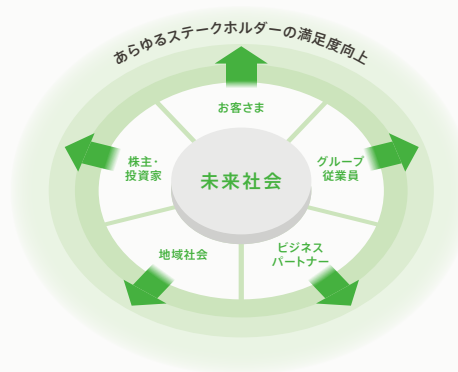 あらゆるステークホルダーの満足度向上
お客さま
株主・
投資家
グループ
従業員
未来社会
地域社会
ビジネス
パートナー